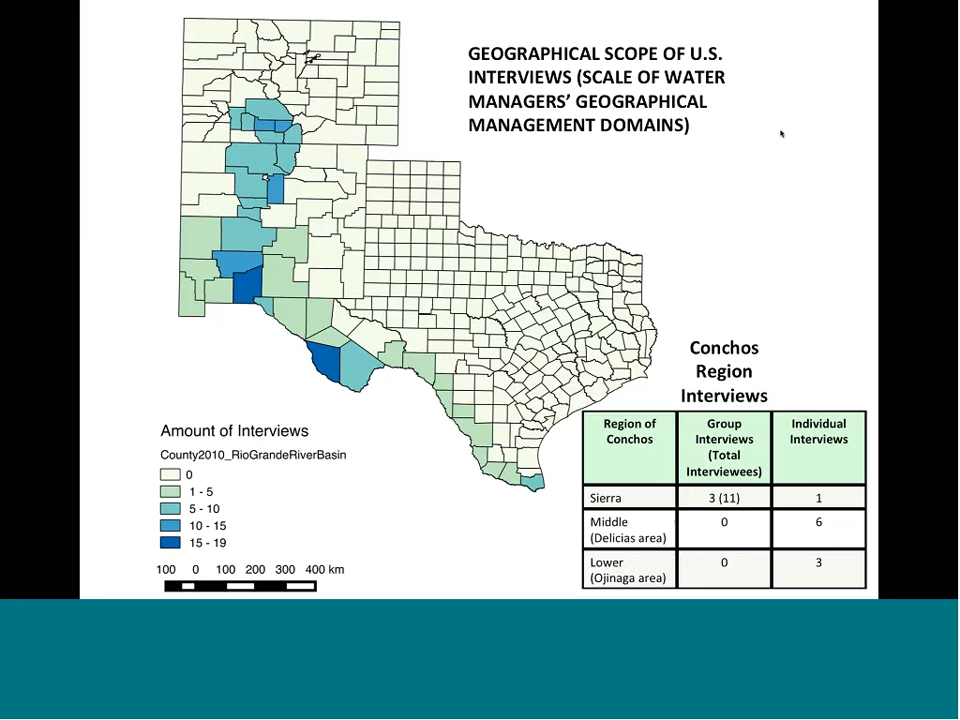 GEOGRAPHICAL SCOPE OF U.S.
INTERVIEWS (SCALE OF WATER
MANAGERS’ GEOGRAPHICAL
MANAGEMENT DOMAINS)
Conchos
Region
Interviews
Region of
Conchos
Group
Interviews
(Total
Interviewees)
Individual
Interviews
Sierra
3 (11)
1
Middle
(Delicias area)
0
6
Lower
(Ojinaga area)
0
3
Amount of Interviews
County2010_RioGrandeRiverBasin
0
1 - 5
5 - 10
10 - 15
15 - 19
100 0 100 200 300 400 km